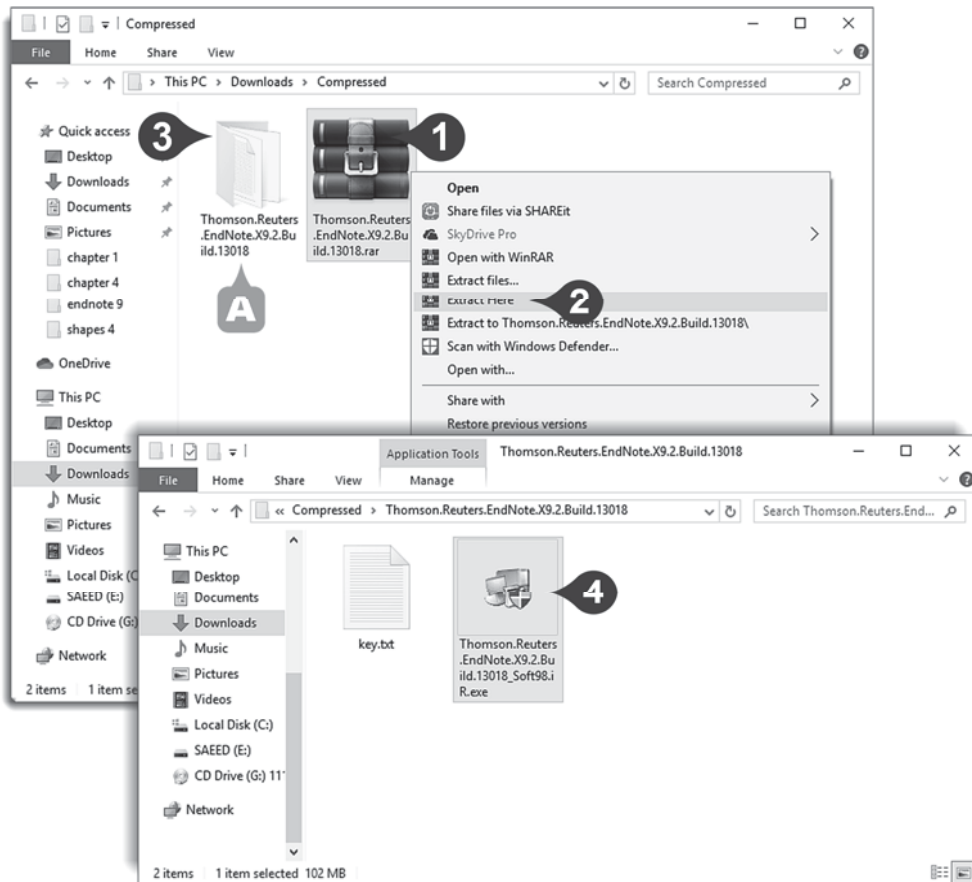 Compressed
File Home Share View
This PC > Downloads > Compressed
Search Compressed
Quick access
Desktop
Downloads
Documents
Pictures
chapter 1
chapter 4
endnote 9
shapes 4
OneDrive
This PC
Desktop
Documents
Downloads
Music
Pictures
Videos
Local Disk (C
SAEED (E:)
CD Drive (G:)
Network
2 items 1 item se
3
1
Thomson.Reuters
.EndNote.X9.2.Bu
ild.13018
Thomson.Reuters
.EndNote.X9.2.Bu
ild.13018.rar
A
Open
Share files via SHAREit
SkyDrive Pro
Open with WinRAR
Extract files...
Extract Here
2
Extract to Thomson.Reuters.EndNote.X9.2.Build.13018\
Scan with Windows Defender...
Open with...
Share with
Restore previous versions
Application Tools Thomson.Reuters.EndNote.X9.2.Build.13018
File Home Share View Manage
« Compressed > Thomson.Reuters.EndNote.X9.2.Build.13018
Search Thomson.Reuters.End...
This PC
Desktop
Documents
Downloads
Music
Pictures
Videos
Local Disk (C:)
SAEED (E:)
CD Drive (G:) 11
Network
key.txt
4
Thomson.Reuters
.EndNote.X9.2.Bu
ild.13018_Soft98.i
R.exe
2 items 1 item selected 102 MB